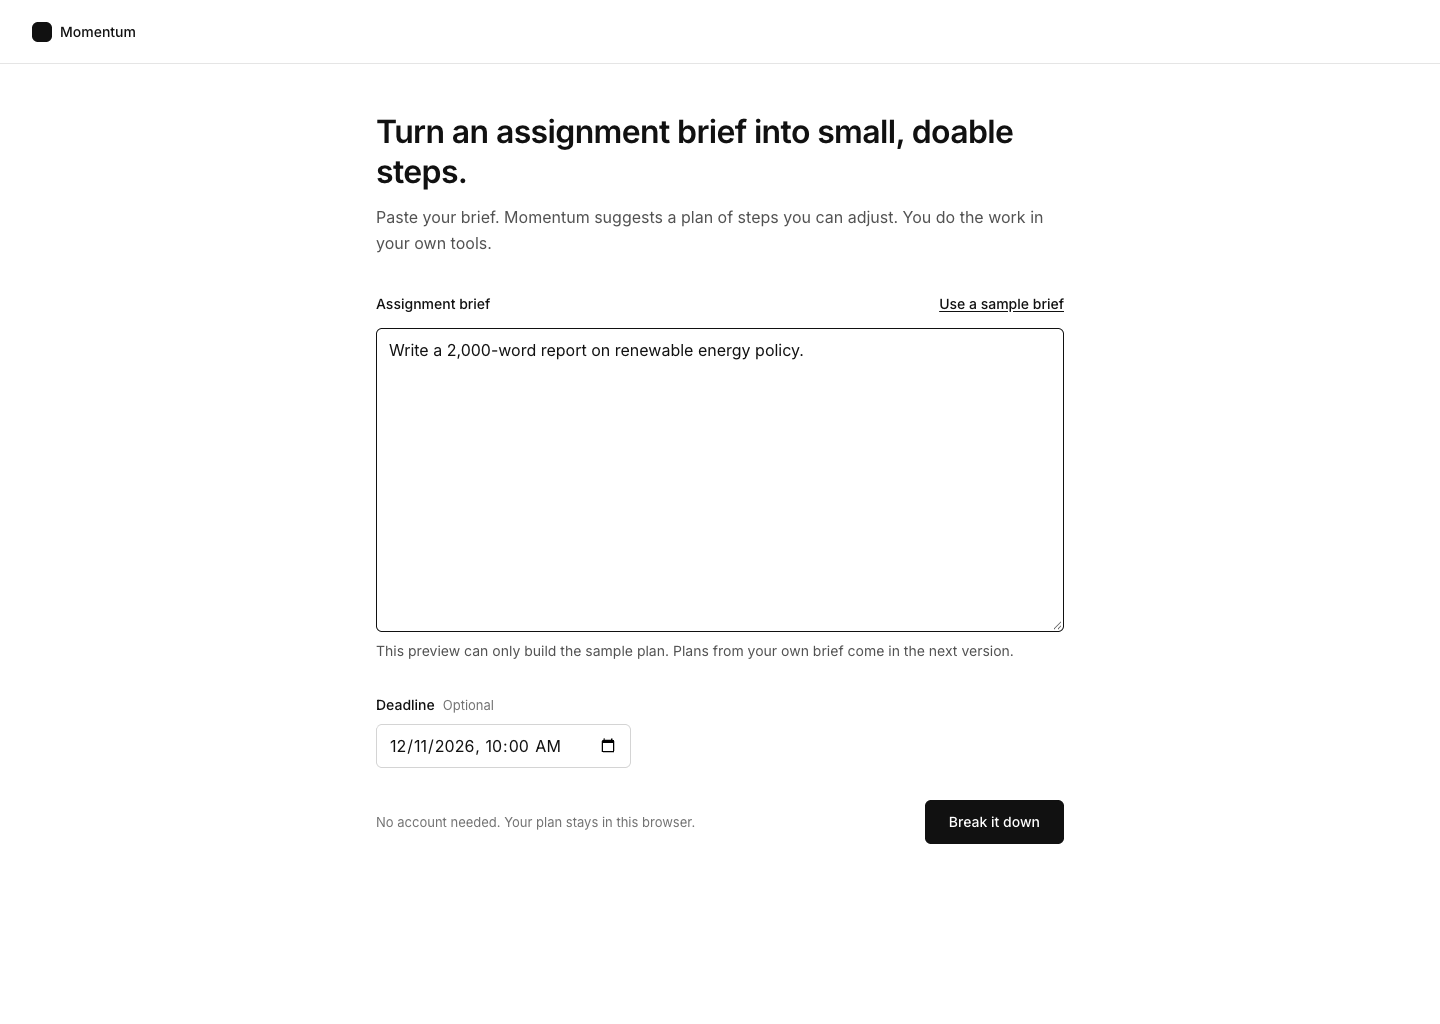 Momentum
Turn an assignment brief into small, doable
steps.
Paste your brief. Momentum suggests a plan of steps you can adjust. You do the work in
your own tools.
Assignment brief
Use a sample brief
Write a 2,000-word report on renewable energy policy.
This preview can only build the sample plan. Plans from your own brief come in the next version.
Deadline Optional
12/11/2026, 10:00 AM
No account needed. Your plan stays in this browser.
Break it down